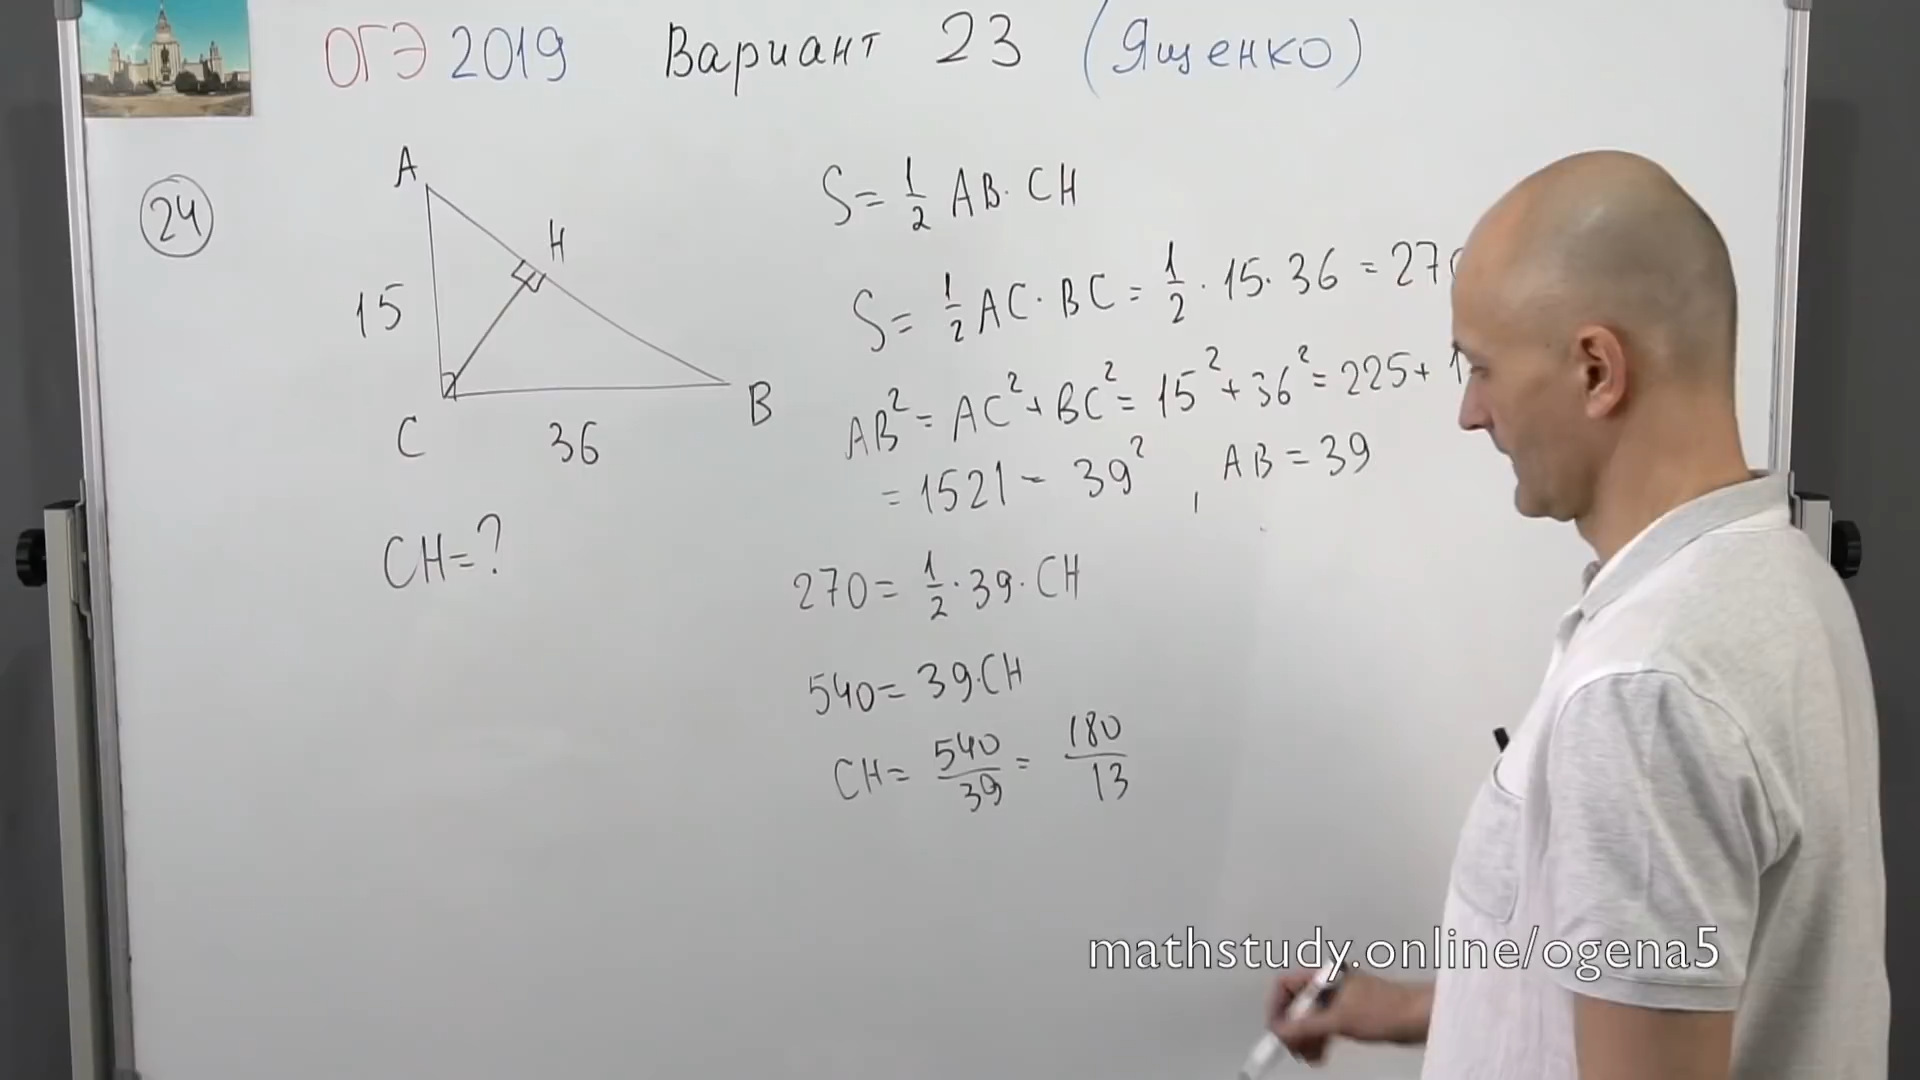 ОГЭ 2019 Вариант 23 (Ященко)
24
A
H
15
C
B
36
CH=?
S= 1/2 AB·CH
S= 1/2 AC·BC= 1/2·15·36=270
AB²=AC²+BC²=15²+36²=225+1
=1521-39², AB=39
270= 1/2·39·CH
540=39·CH
CH= 540/39= 180/13
mathstudy.online/ogena5